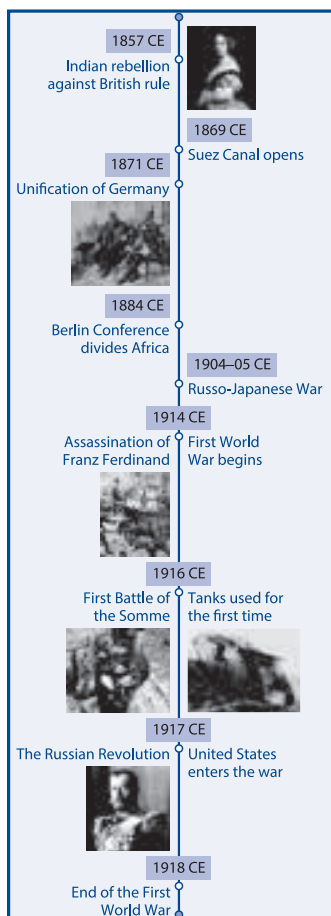 1857 CE
Indian rebellion
against British rule
1869 CE
Suez Canal opens
1871 CE
Unification of Germany
1884 CE
Berlin Conference
divides Africa
1904–05 CE
Russo-Japanese War
1914 CE
Assassination of
Franz Ferdinand
First World
War begins
1916 CE
First Battle of
the Somme
Tanks used for
the first time
1917 CE
The Russian Revolution
United States
enters the war
1918 CE
End of the First
World War